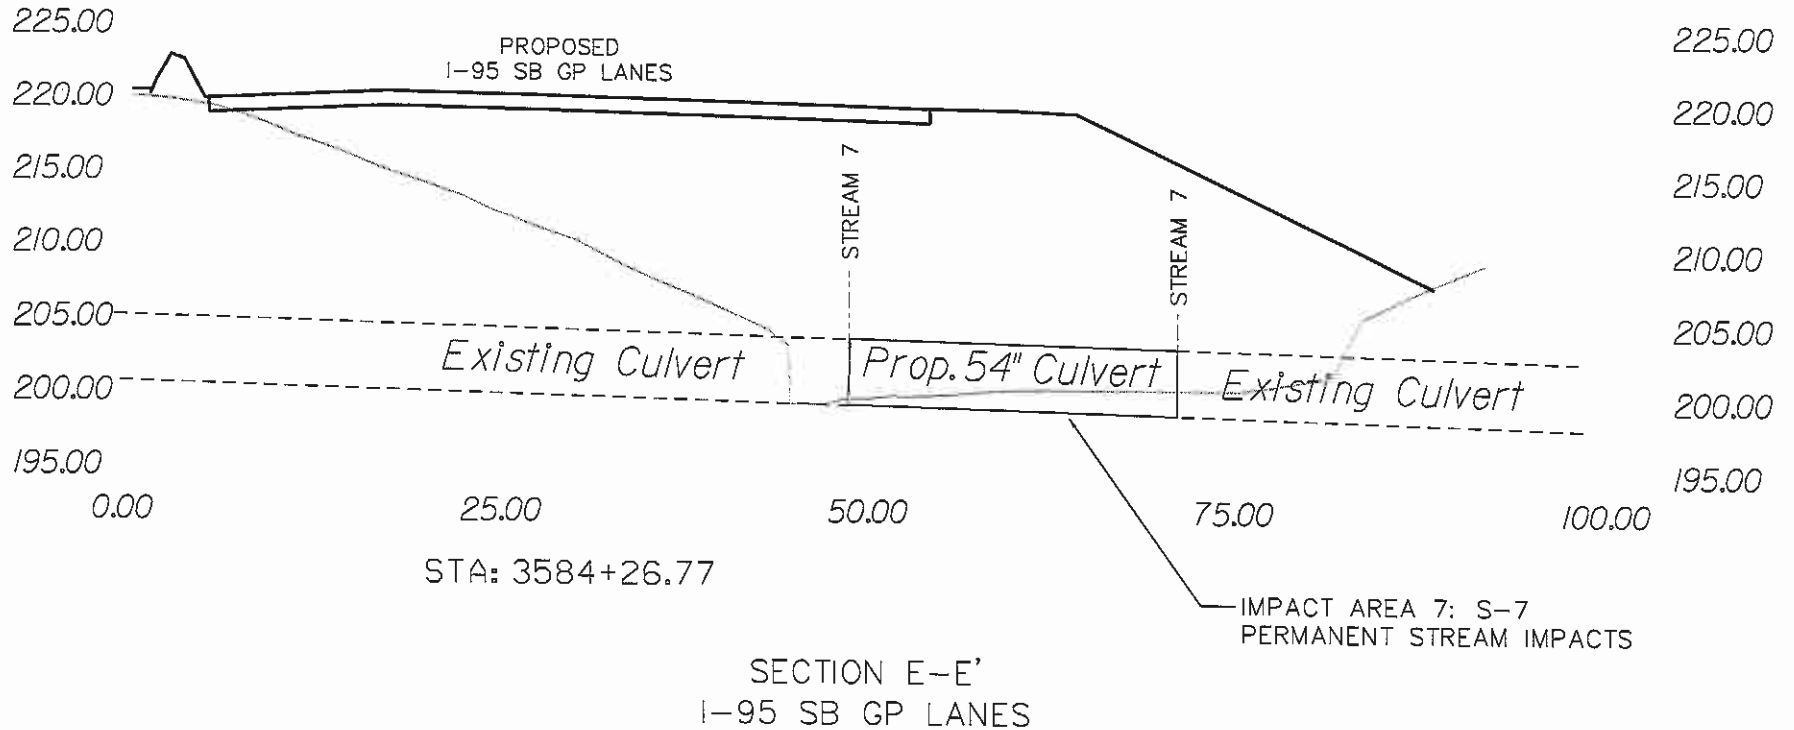 225.00
220.00
215.00
210.00
205.00
200.00
195.00
PROPOSED
I-95 SB GP LANES
STREAM 7
STREAM 7
225.00
220.00
215.00
210.00
205.00
200.00
195.00
Existing Culvert
Prop. 54" Culvert
Existing Culvert
0.00
25.00
50.00
75.00
100.00
STA: 3584+26.77
IMPACT AREA 7: S-7
PERMANENT STREAM IMPACTS
SECTION E-E'
I-95 SB GP LANES